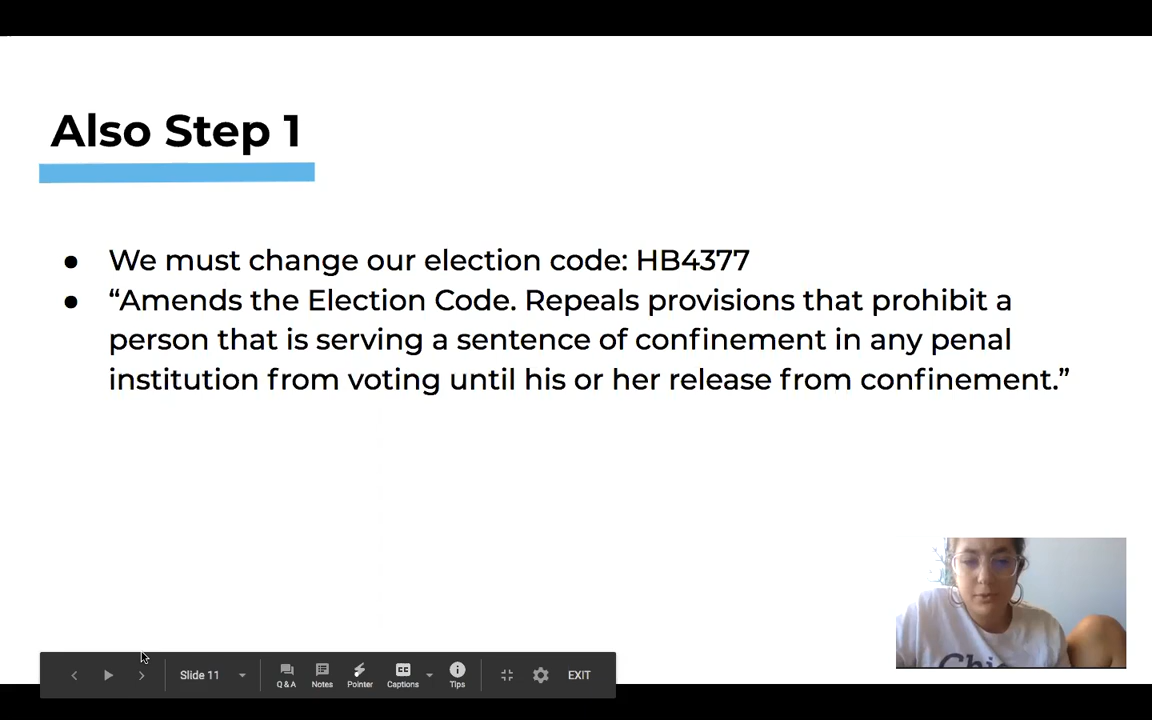 Also Step 1
● We must change our election code: HB4377
● “Amends the Election Code. Repeals provisions that prohibit a
person that is serving a sentence of confinement in any penal
institution from voting until his or her release from confinement.”
Slide 11
Q & A
Notes
Pointer
Captions
Tips
EXIT